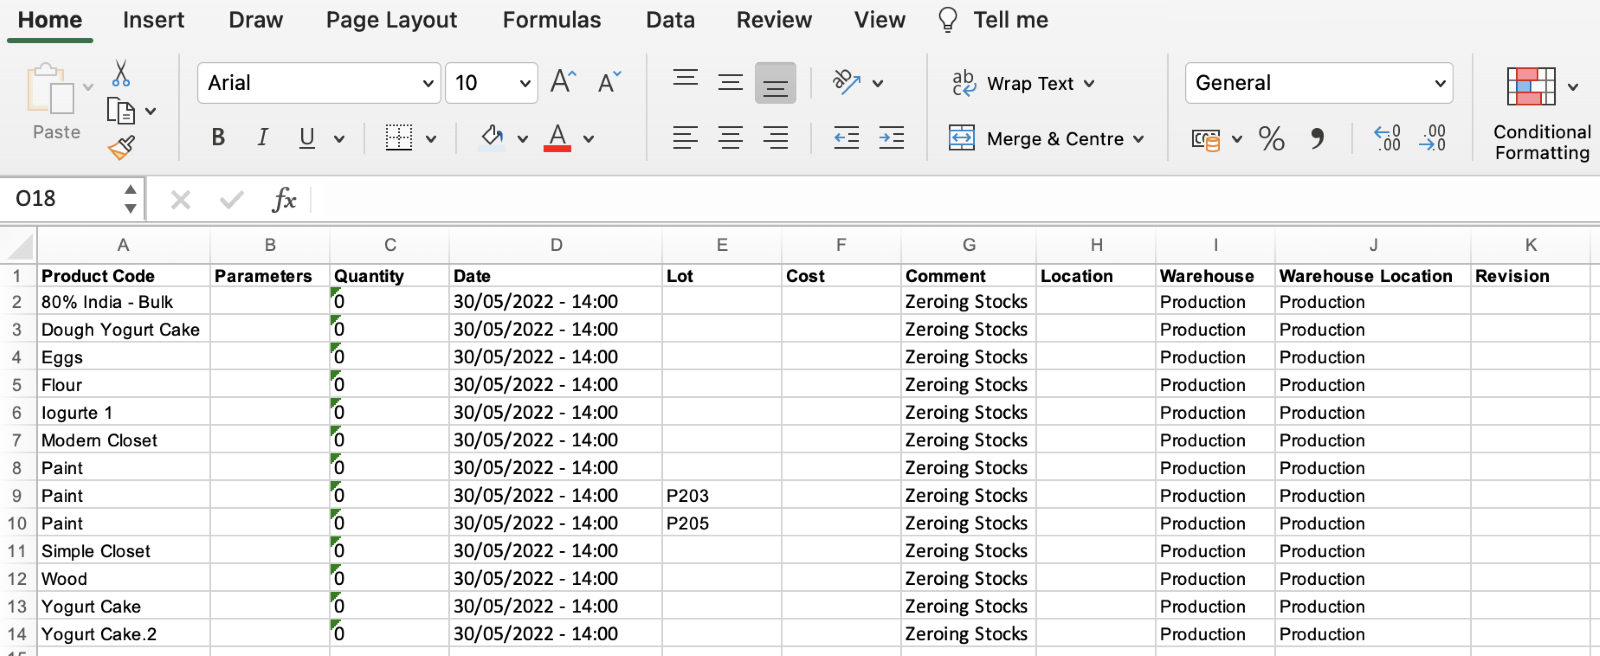 Home Insert Draw Page Layout Formulas Data Review View Tell me
Arial 10 A A ab Wrap Text General
Paste B I U A Merge & Centre % Conditional Formatting
O18 fx
A B C D E F G H I J K
1 Product Code Parameters Quantity Date Lot Cost Comment Location Warehouse Warehouse Location Revision
2 80% India - Bulk 0 30/05/2022 - 14:00 Zeroing Stocks Production Production
3 Dough Yogurt Cake 0 30/05/2022 - 14:00 Zeroing Stocks Production Production
4 Eggs 0 30/05/2022 - 14:00 Zeroing Stocks Production Production
5 Flour 0 30/05/2022 - 14:00 Zeroing Stocks Production Production
6 Iogurte 1 0 30/05/2022 - 14:00 Zeroing Stocks Production Production
7 Modern Closet 0 30/05/2022 - 14:00 Zeroing Stocks Production Production
8 Paint 0 30/05/2022 - 14:00 Zeroing Stocks Production Production
9 Paint 0 30/05/2022 - 14:00 P203 Zeroing Stocks Production Production
10 Paint 0 30/05/2022 - 14:00 P205 Zeroing Stocks Production Production
11 Simple Closet 0 30/05/2022 - 14:00 Zeroing Stocks Production Production
12 Wood 0 30/05/2022 - 14:00 Zeroing Stocks Production Production
13 Yogurt Cake 0 30/05/2022 - 14:00 Zeroing Stocks Production Production
14 Yogurt Cake.2 0 30/05/2022 - 14:00 Zeroing Stocks Production Production